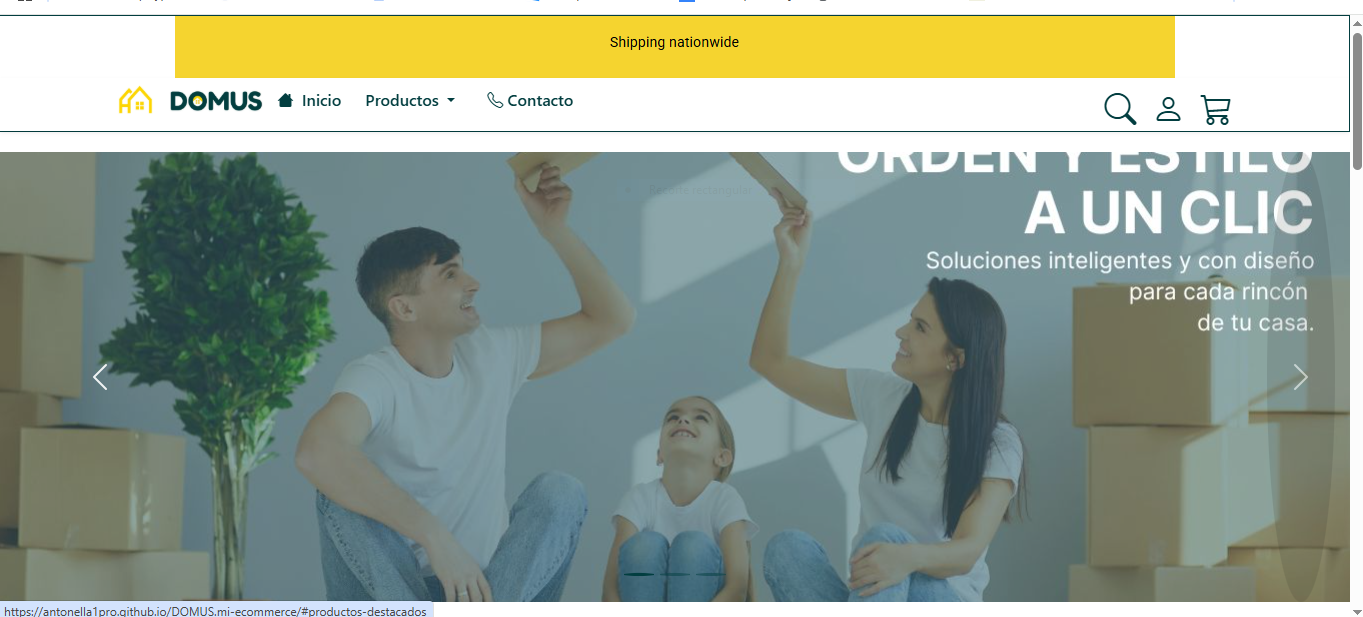 Shipping nationwide
DOMUS Inicio Productos Contacto
ORDEN Y ESTILO
A UN CLIC
Soluciones inteligentes y con diseño
para cada rincón
de tu casa.
https://antonella1pro.github.io/DOMUS.mi-ecommerce/#productos-destacados